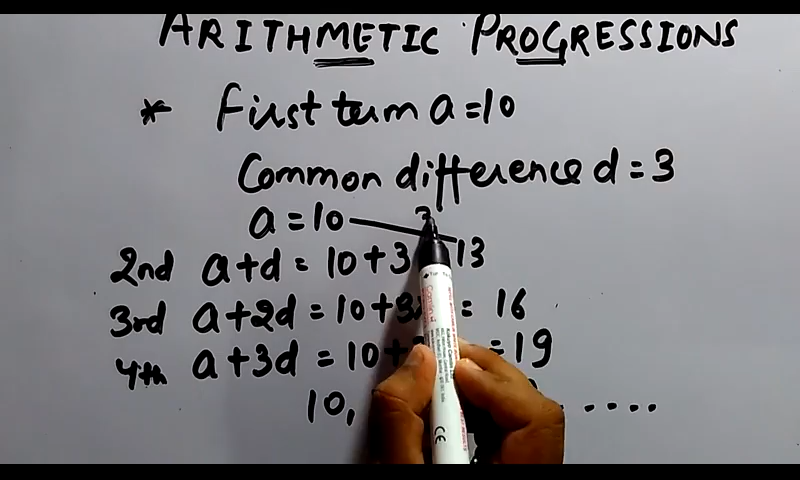 ARITHMETIC PROGRESSIONS
* First term a = 10
Common difference d = 3
a = 10 3
2nd a + d = 10 + 3 13
3rd a + 2d = 10 + 3 = 16
4th a + 3d = 10 + = 19
10, ....